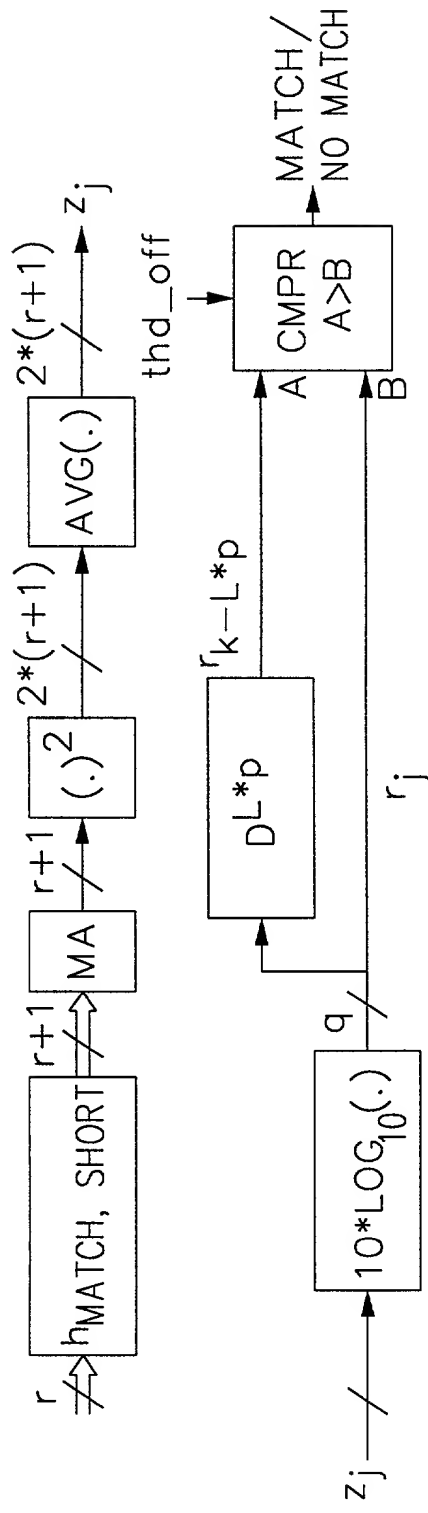 r
h_MATCH, SHORT
r+1
MA
r+1
(.)^2
2*(r+1)
AVG(.)
2*(r+1)
z_j
z_j
10*LOG_10(.)
q
D^L*p
r_k-L*p
r_j
thd_off
A
B
CMPR
A>B
MATCH/
NO MATCH